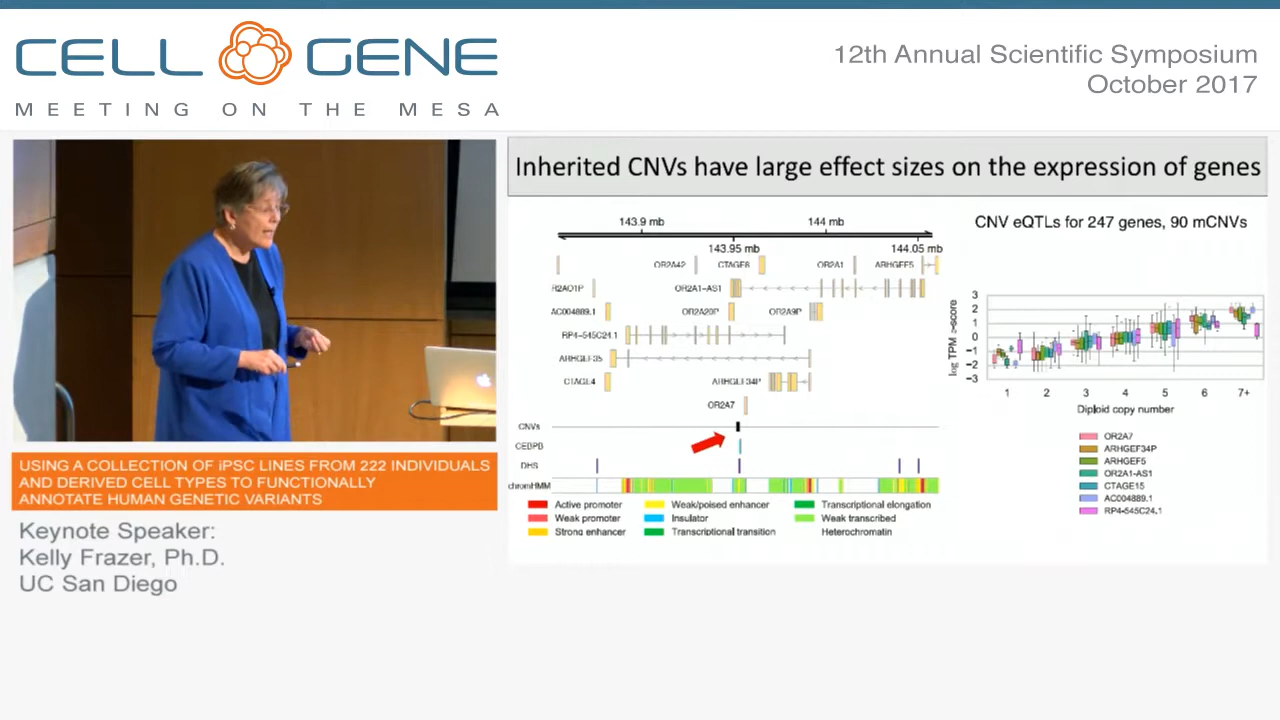 CELL GENE
MEETING ON THE MESA
12th Annual Scientific Symposium
October 2017
USING A COLLECTION OF iPSC LINES FROM 222 INDIVIDUALS
AND DERIVED CELL TYPES TO FUNCTIONALLY
ANNOTATE HUMAN GENETIC VARIANTS
Keynote Speaker:
Kelly Frazer, Ph.D.
UC San Diego
Inherited CNVs have large effect sizes on the expression of genes
143.9 mb 144 mb
143.95 mb 144.05 mb
OR2A42 CTAGE8 OR2A1 ARHGEF5
R2AO1P OR2A1-AS1
AC004889.1 OR2A20P OR2A9P
RP4-545C24.1
ARHGEF35
CTAGE4 ARHGEF34P
OR2A7
CNVs
CEBPB
DHS
chromHMM
Active promoter Weak/poised enhancer Transcriptional elongation
Weak promoter Insulator Weak transcribed
Strong enhancer Transcriptional transition Heterochromatin
CNV eQTLs for 247 genes, 90 mCNVs
log TPM z-score
3
2
1
0
−1
−2
−3
1 2 3 4 5 6 7+
Diploid copy number
OR2A7
ARHGEF34P
ARHGEF5
OR2A1-AS1
CTAGE15
AC004889.1
RP4-545C24.1